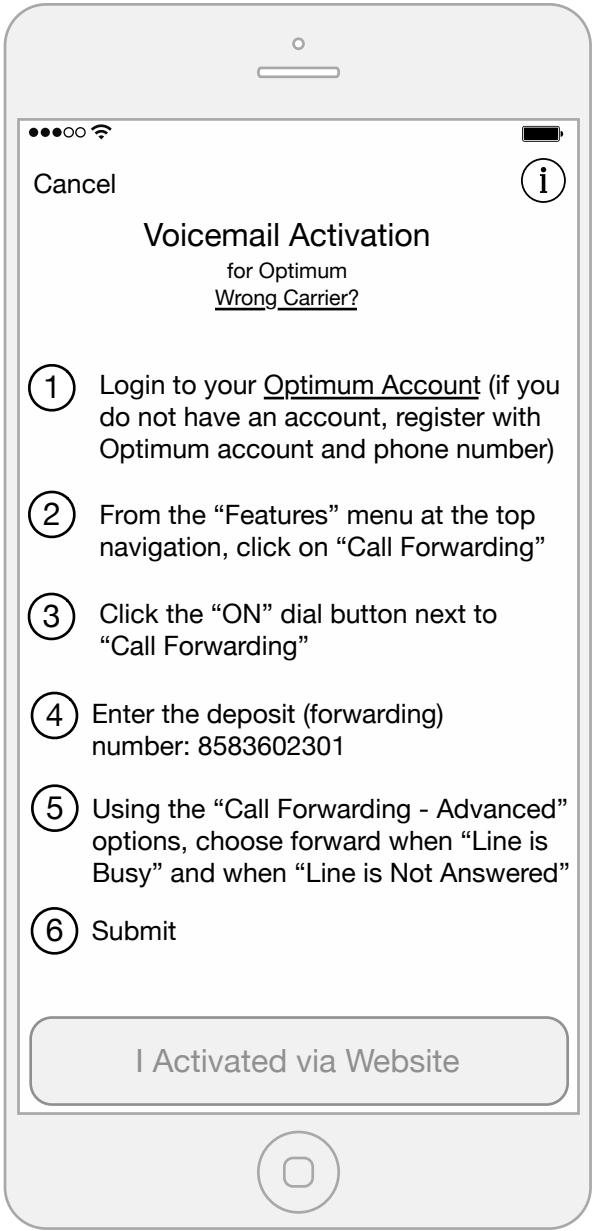 Cancel
i
Voicemail Activation
for Optimum
Wrong Carrier?
1 Login to your Optimum Account (if you
do not have an account, register with
Optimum account and phone number)
2 From the “Features” menu at the top
navigation, click on “Call Forwarding”
3 Click the “ON” dial button next to
“Call Forwarding”
4 Enter the deposit (forwarding)
number: 8583602301
5 Using the “Call Forwarding - Advanced”
options, choose forward when “Line is
Busy” and when “Line is Not Answered”
6 Submit
I Activated via Website